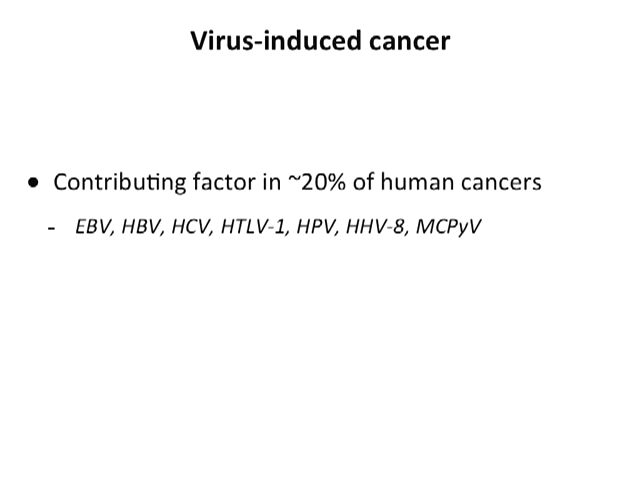 Virus-induced cancer
• Contributing factor in ~20% of human cancers
- EBV, HBV, HCV, HTLV-1, HPV, HHV-8, MCPyV